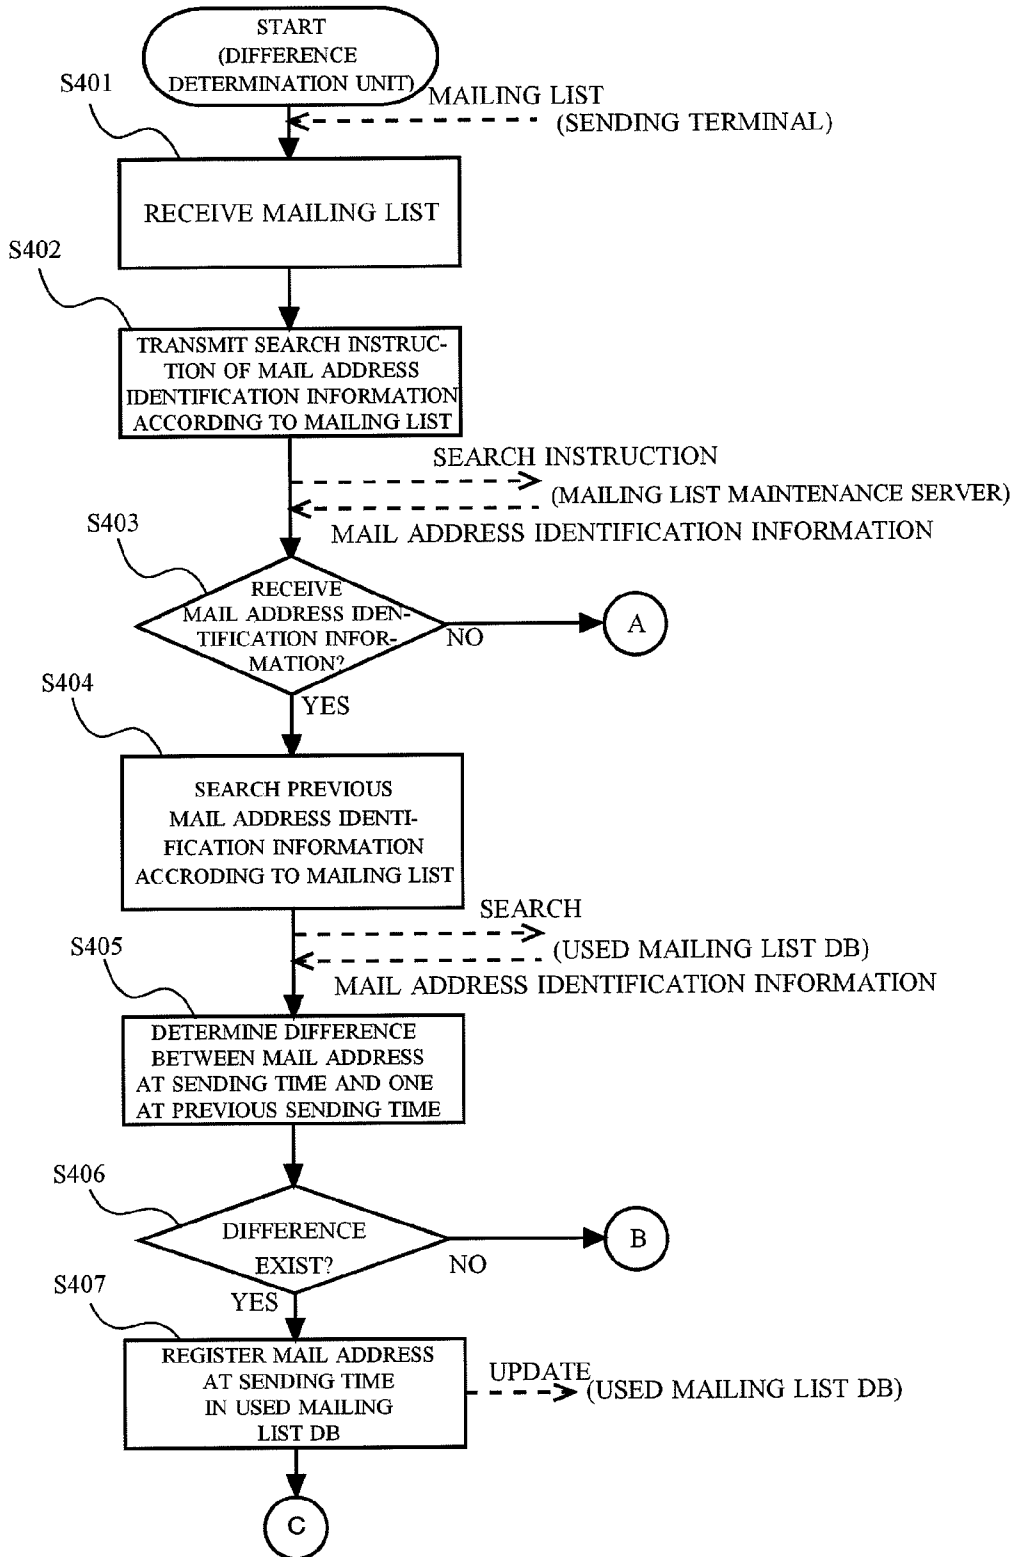 START
(DIFFERENCE
DETERMINATION UNIT)
S401
MAILING LIST
(SENDING TERMINAL)
RECEIVE MAILING LIST
S402
TRANSMIT SEARCH INSTRUC-
TION OF MAIL ADDRESS
IDENTIFICATION INFORMATION
ACCORDING TO MAILING LIST
SEARCH INSTRUCTION
(MAILING LIST MAINTENANCE SERVER)
MAIL ADDRESS IDENTIFICATION INFORMATION
S403
RECEIVE
MAIL ADDRESS IDEN-
TIFICATION INFOR-
MATION?
NO
A
YES
S404
SEARCH PREVIOUS
MAIL ADDRESS IDENTI-
FICATION INFORMATION
ACCRODING TO MAILING LIST
SEARCH
(USED MAILING LIST DB)
MAIL ADDRESS IDENTIFICATION INFORMATION
S405
DETERMINE DIFFERENCE
BETWEEN MAIL ADDRESS
AT SENDING TIME AND ONE
AT PREVIOUS SENDING TIME
S406
DIFFERENCE
EXIST?
NO
B
YES
S407
REGISTER MAIL ADDRESS
AT SENDING TIME
IN USED MAILING
LIST DB
UPDATE
(USED MAILING LIST DB)
C